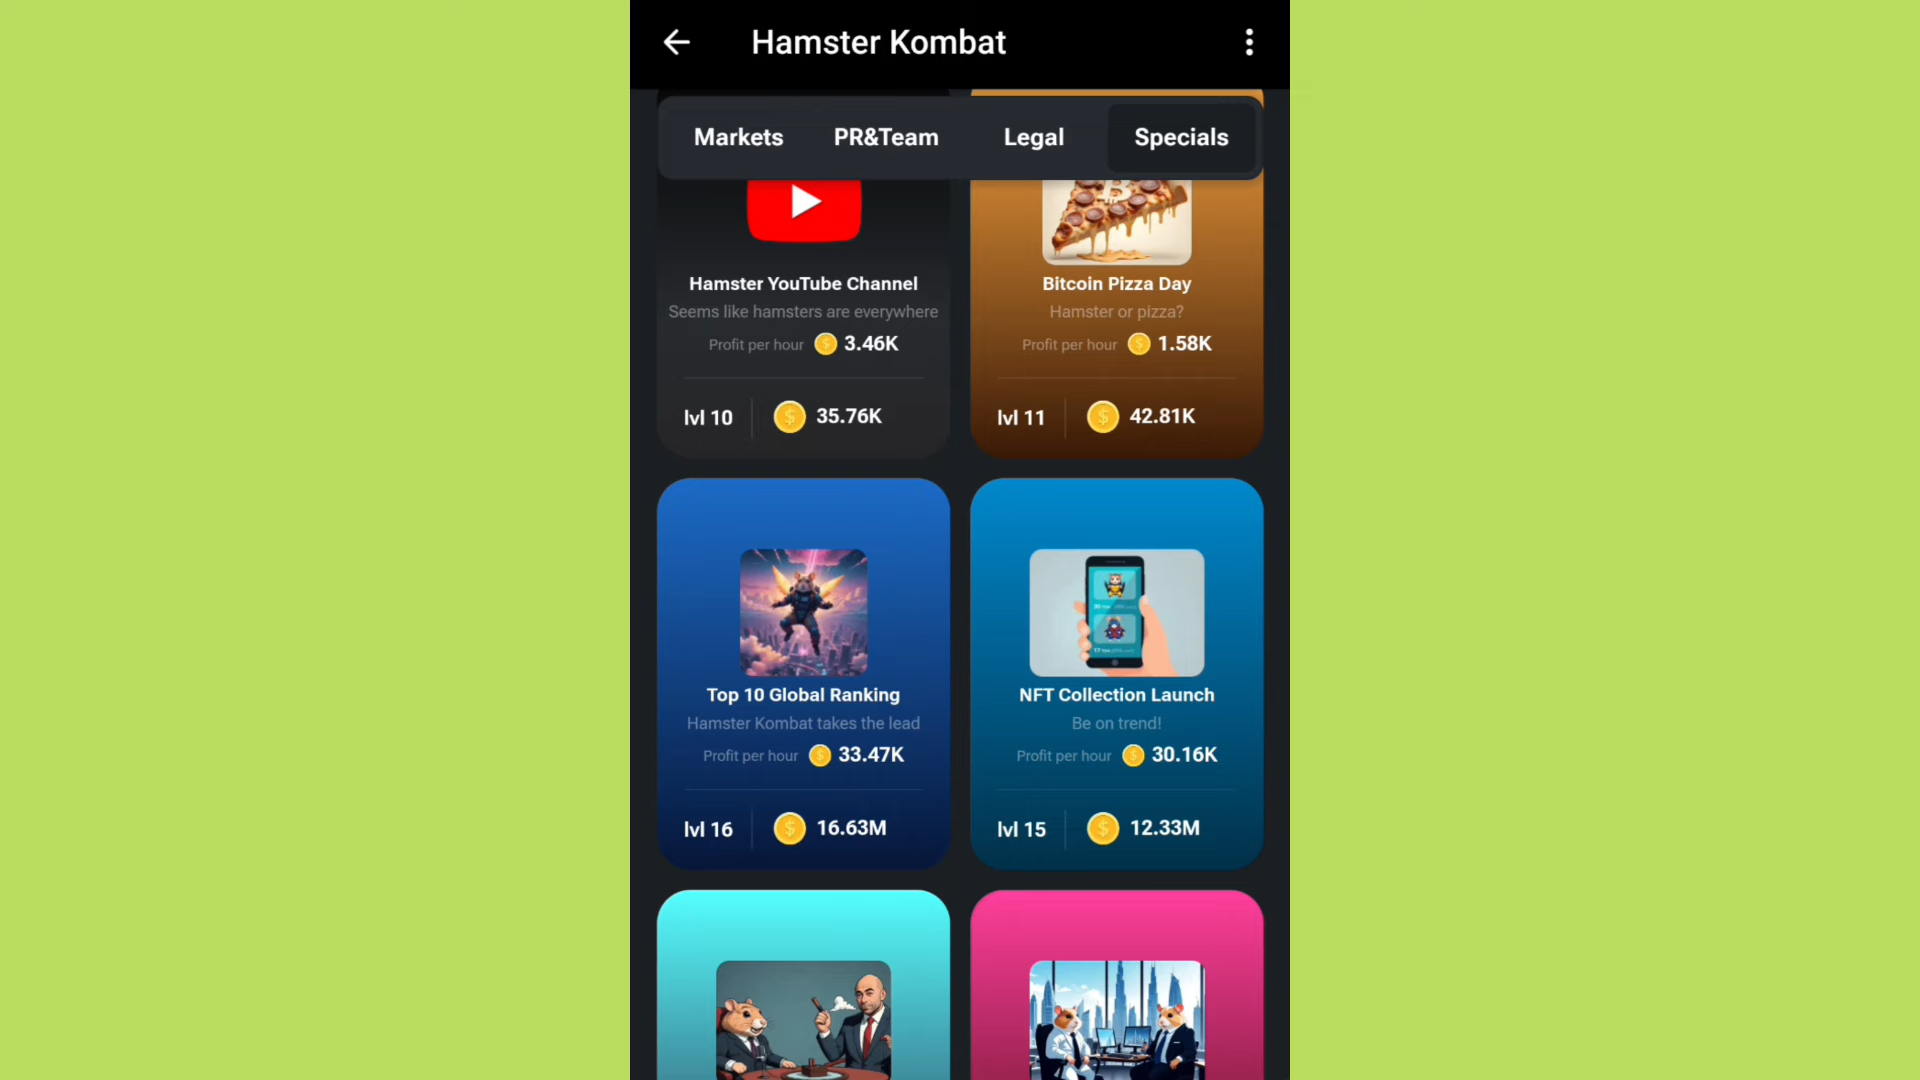 Hamster Kombat
Markets PR&Team Legal Specials
Hamster YouTube Channel
Seems like hamsters are everywhere
Profit per hour 3.46K
lvl 10 35.76K
Bitcoin Pizza Day
Hamster or pizza?
Profit per hour 1.58K
lvl 11 42.81K
Top 10 Global Ranking
Hamster Kombat takes the lead
Profit per hour 33.47K
lvl 16 16.63M
NFT Collection Launch
Be on trend!
Profit per hour 30.16K
lvl 15 12.33M